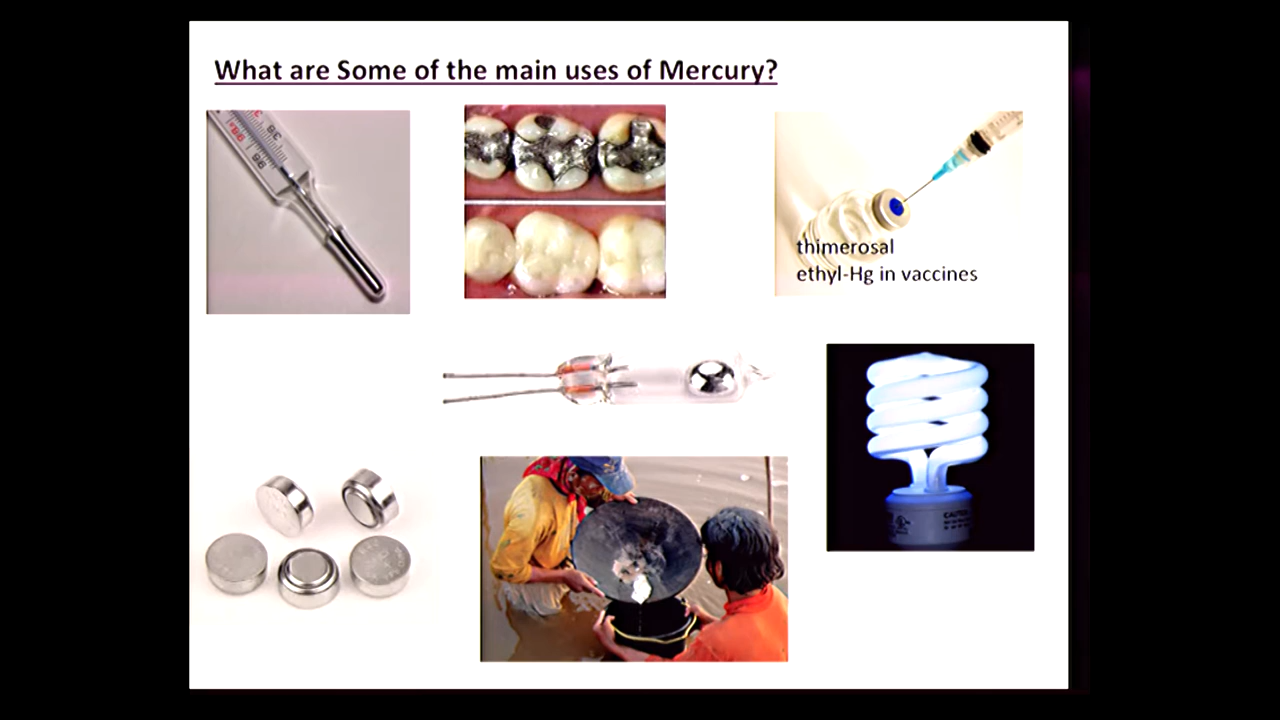 What are Some of the main uses of Mercury?
thimerosal
ethyl-Hg in vaccines